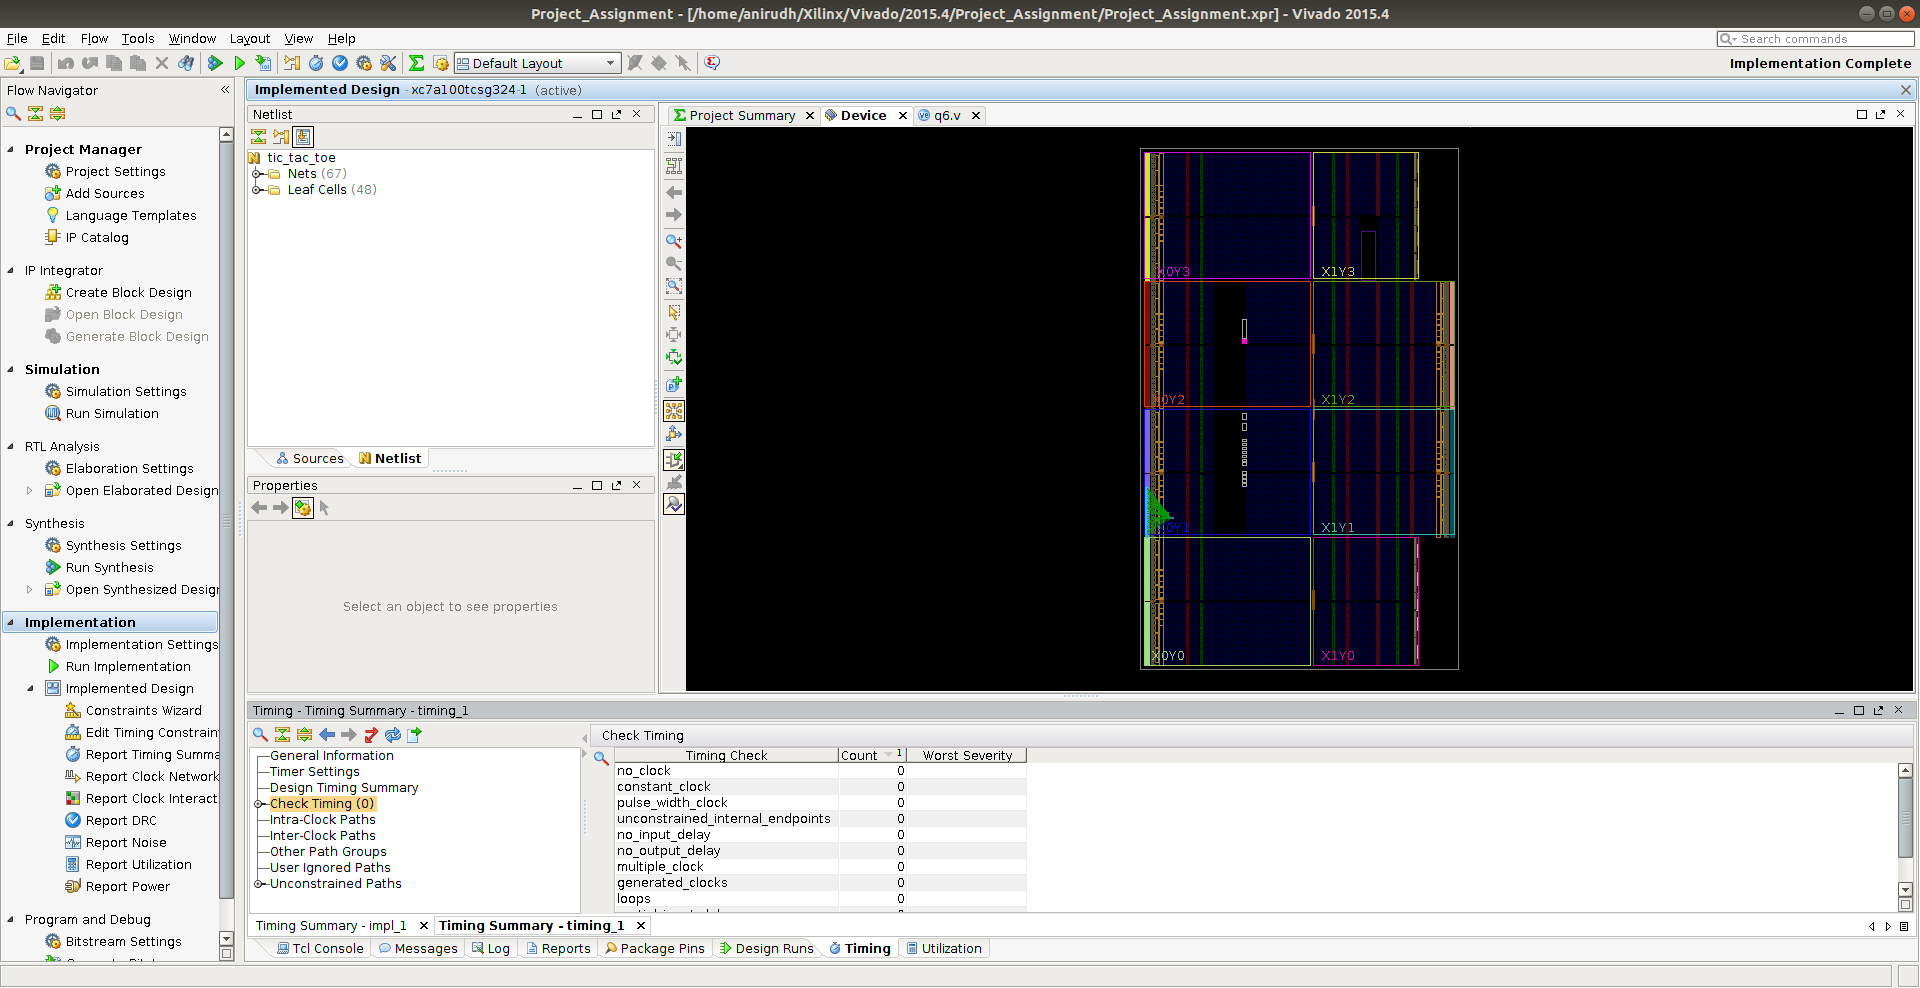 Project_Assignment - [/home/anirudh/Xilinx/Vivado/2015.4/Project_Assignment/Project_Assignment.xpr] - Vivado 2015.4
File Edit Flow Tools Window Layout View Help
Search commands
Default Layout
Implementation Complete
Flow Navigator
Project Manager
Project Settings
Add Sources
Language Templates
IP Catalog
IP Integrator
Create Block Design
Open Block Design
Generate Block Design
Simulation
Simulation Settings
Run Simulation
RTL Analysis
Elaboration Settings
Open Elaborated Design
Synthesis
Synthesis Settings
Run Synthesis
Open Synthesized Desigr
Implementation
Implementation Settings
Run Implementation
Implemented Design
Constraints Wizard
Edit Timing Constrain
Report Timing Summa
Report Clock Network
Report Clock Interact
Report DRC
Report Noise
Report Utilization
Report Power
Program and Debug
Bitstream Settings
Implemented Design - xc7a100tcsg324-1 (active)
Netlist
tic_tac_toe
Nets (67)
Leaf Cells (48)
Sources Netlist
Properties
Select an object to see properties
Project Summary Device q6.v
X0Y3 X1Y3
X0Y2 X1Y2
X0Y1 X1Y1
X0Y0 X1Y0
Timing - Timing Summary - timing_1
General Information
Timer Settings
Design Timing Summary
Check Timing (0)
Intra-Clock Paths
Inter-Clock Paths
Other Path Groups
User Ignored Paths
Unconstrained Paths
Check Timing
Timing Check Count 1 Worst Severity
no_clock 0
constant_clock 0
pulse_width_clock 0
unconstrained_internal_endpoints 0
no_input_delay 0
no_output_delay 0
multiple_clock 0
generated_clocks 0
loops 0
Timing Summary - impl_1 Timing Summary - timing_1
Tcl Console Messages Log Reports Package Pins Design Runs Timing Utilization